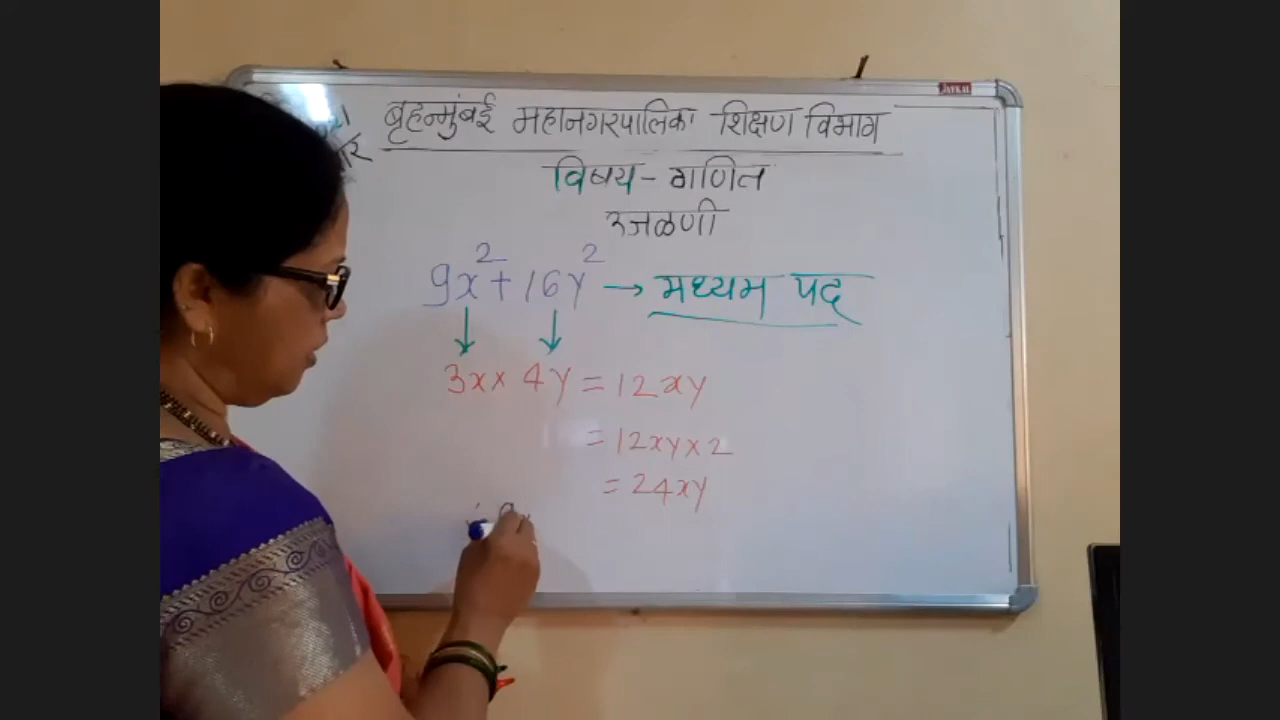 बृहन्मुंबई महानगरपालिका शिक्षण विभाग
विषय - गणित
उजळणी
9x² + 16y² → मध्यम पद
3x × 4y = 12xy
= 12xy × 2
= 24xy